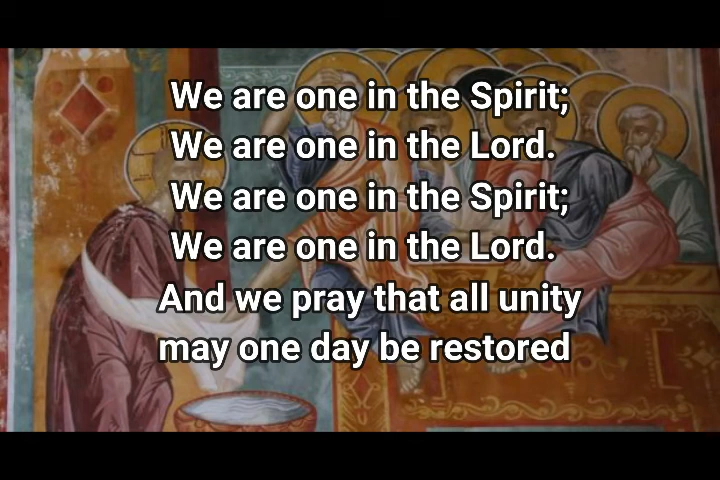 We are one in the Spirit;
We are one in the Lord.
We are one in the Spirit;
We are one in the Lord.
And we pray that all unity
may one day be restored